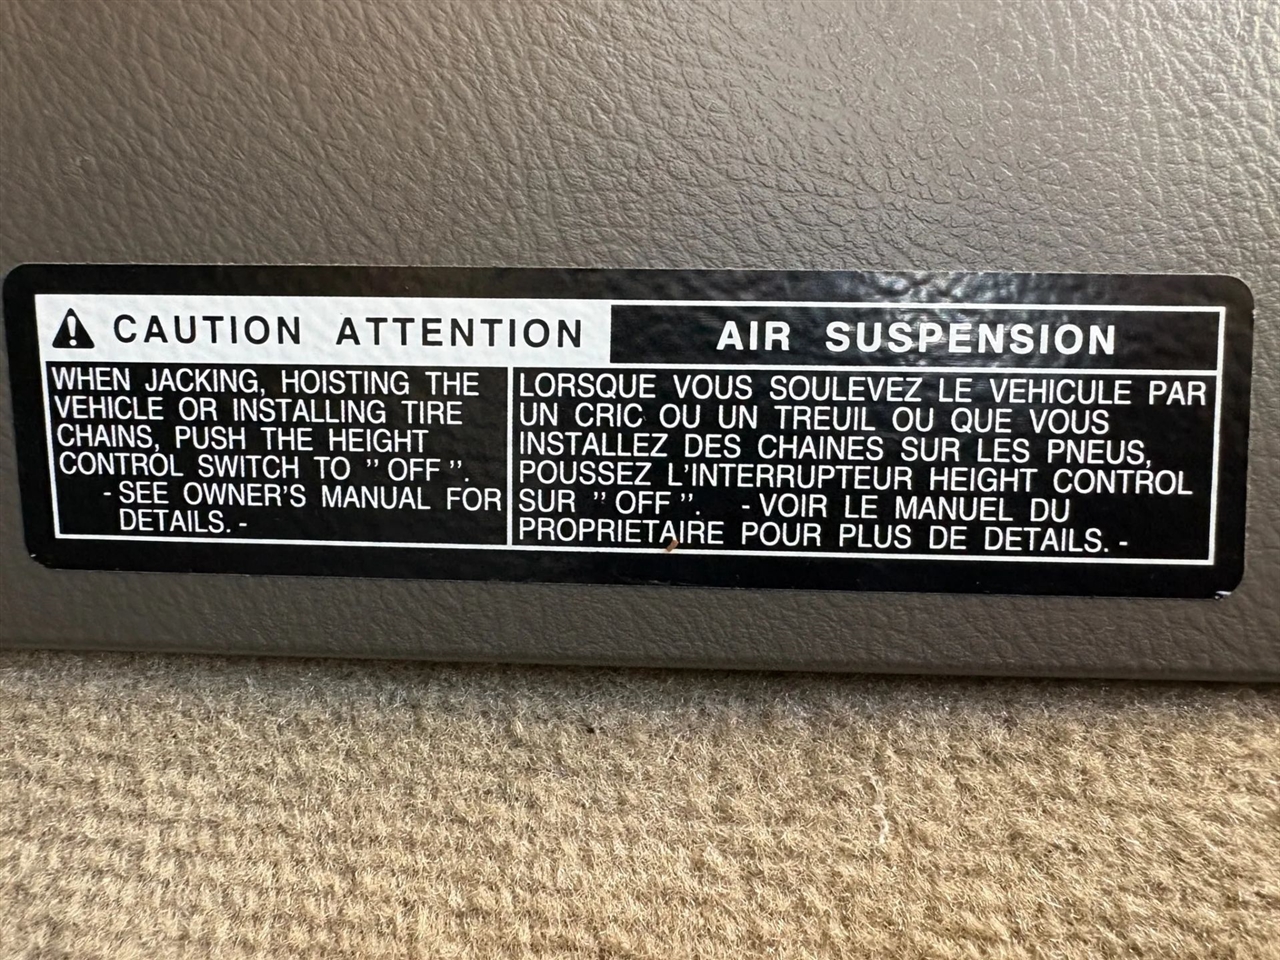 CAUTION ATTENTION
AIR SUSPENSION
WHEN JACKING, HOISTING THE
VEHICLE OR INSTALLING TIRE
CHAINS, PUSH THE HEIGHT
CONTROL SWITCH TO "OFF".
- SEE OWNER'S MANUAL FOR
DETAILS. -
LORSQUE VOUS SOULEVEZ LE VEHICULE PAR
UN CRIC OU UN TREUIL OU QUE VOUS
INSTALLEZ DES CHAINES SUR LES PNEUS,
POUSSEZ L'INTERRUPTEUR HEIGHT CONTROL
SUR "OFF". - VOIR LE MANUEL DU
PROPRIETAIRE POUR PLUS DE DETAILS. -